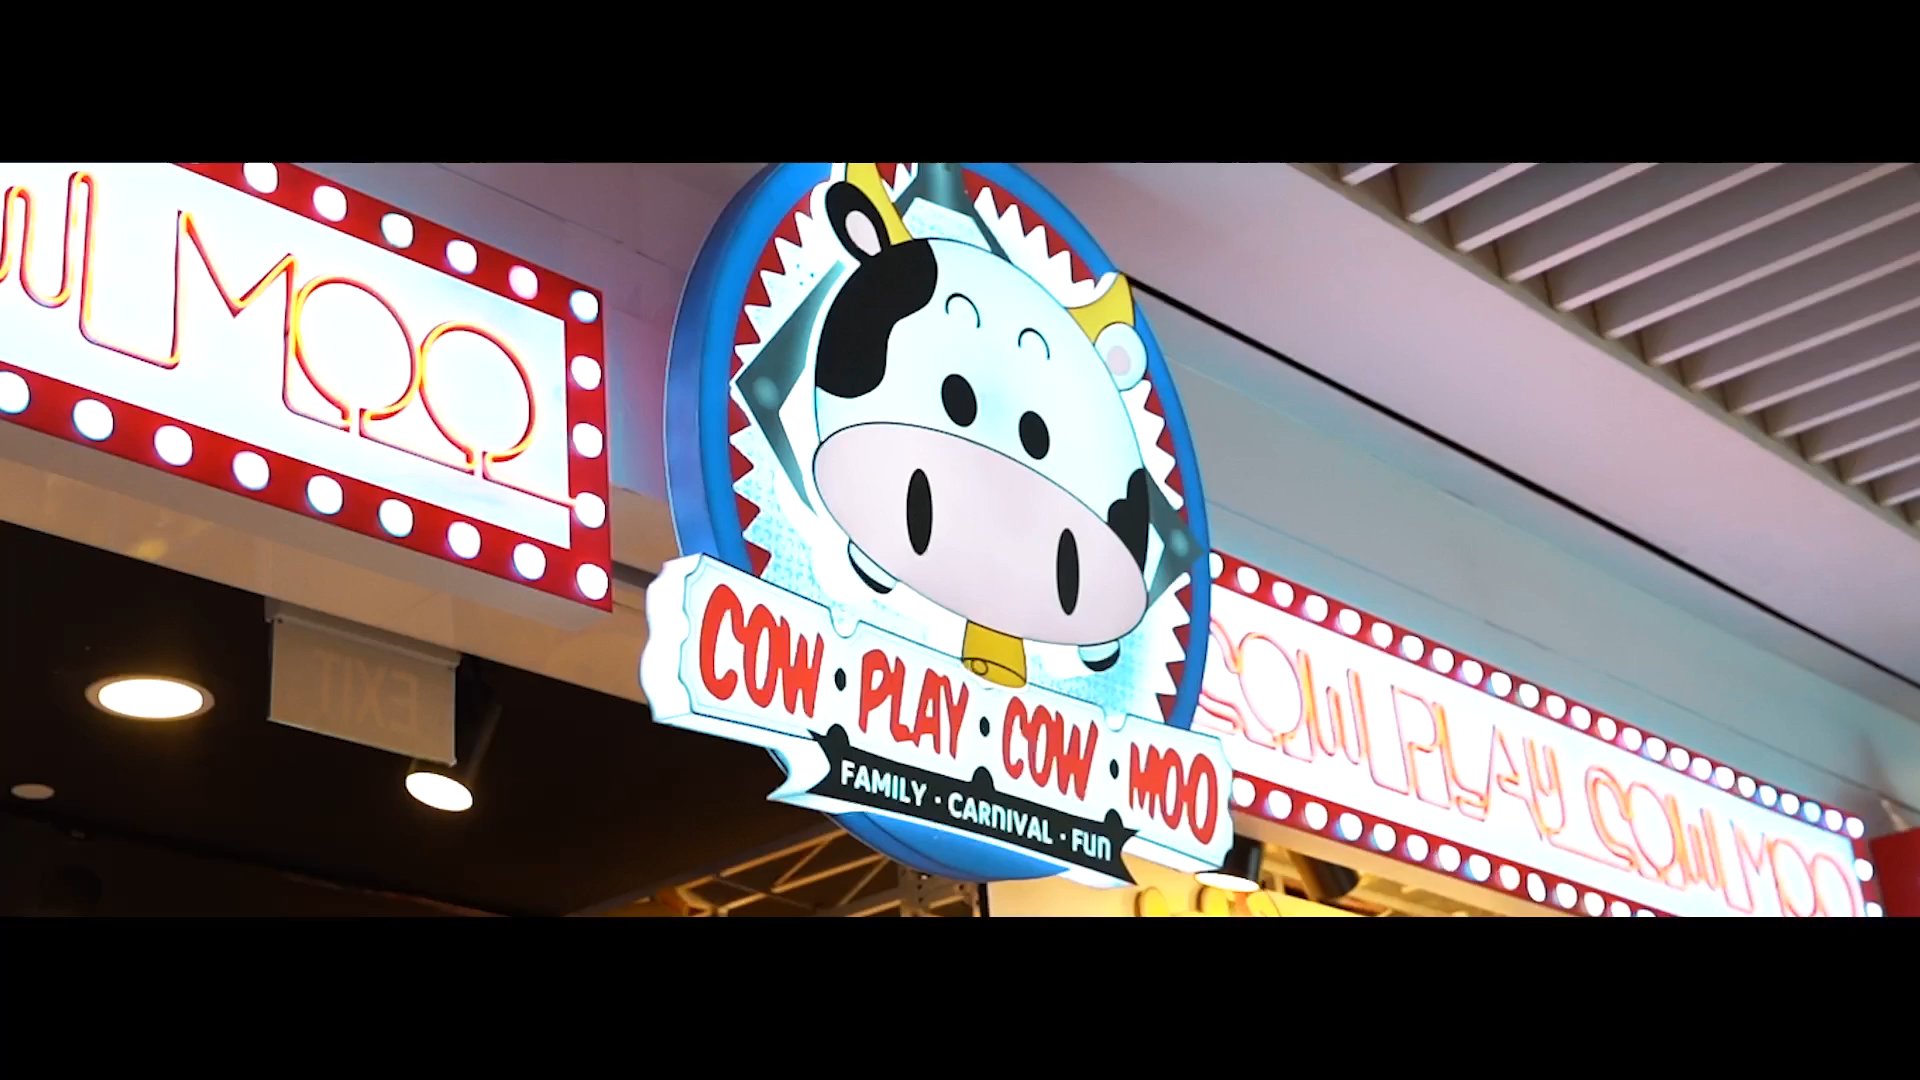 MOO
COW · PLAY · COW · MOO
FAMILY · CARNIVAL · FUN
COW PLAY COW MOO
EXIT